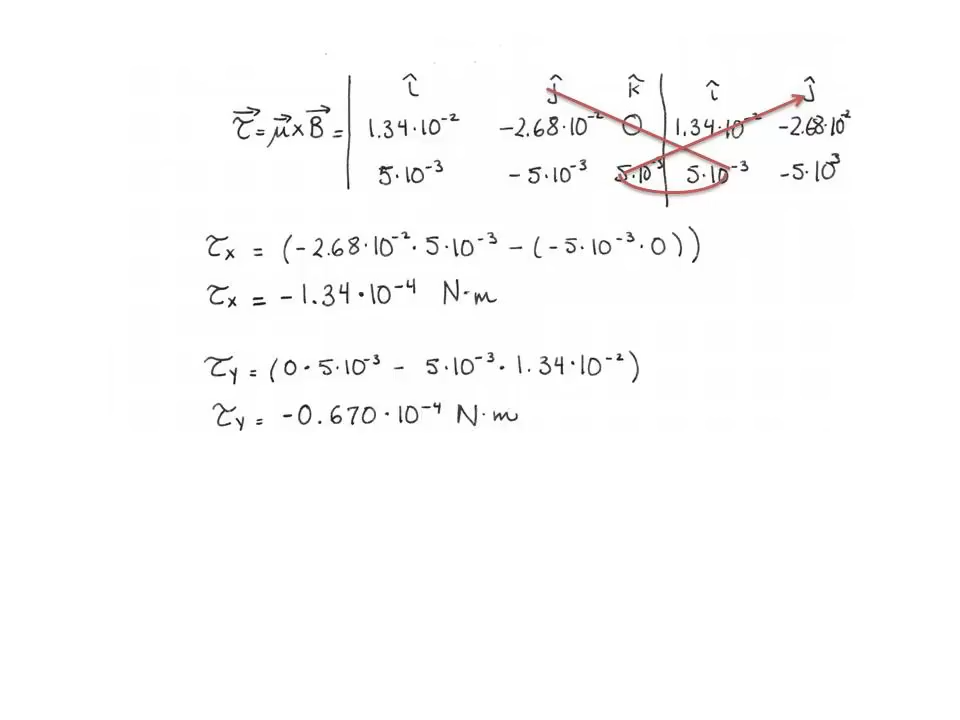 î ĵ k̂ î ĵ
τ⃗ = μ⃗ x B⃗ = | 1.34·10⁻² -2.68·10⁻² 0 | 1.34·10⁻² -2.68·10⁻²
5·10⁻³ -5·10⁻³ 5·10⁻³ | 5·10⁻³ -5·10³
τx = (-2.68·10⁻²·5·10⁻³ - (-5·10⁻³·0))
τx = -1.34·10⁻⁴ N·m
τy = (0·5·10⁻³ - 5·10⁻³·1.34·10⁻²)
τy = -0.670·10⁻⁴ N·m